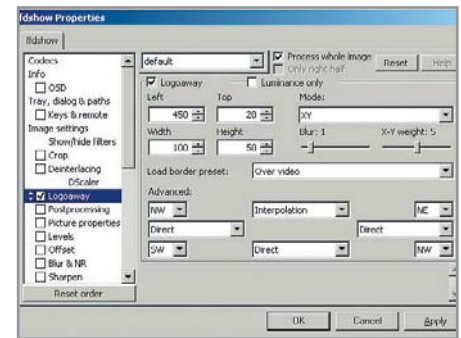 fdshow Properties
ffdshow
Codecs
Info
OSD
Tray, dialog & paths
Keys & remote
Image settings
Show/hide filters
Crop
Deinterlacing
DScaler
Logoaway
Postprocessing
Picture properties
Levels
Offset
Blur & NR
Sharpen
Reset order
default
Process whole image
Only right half
Reset
Help
Logoaway
Luminance only
Left
Top
Mode:
450
20
XY
Width
Height
Blur: 1
X-Y weight: 5
100
50
Load border preset:
Over video
Advanced:
NW
Interpolation
NE
Direct
Direct
SW
Direct
NW
OK
Cancel
Apply